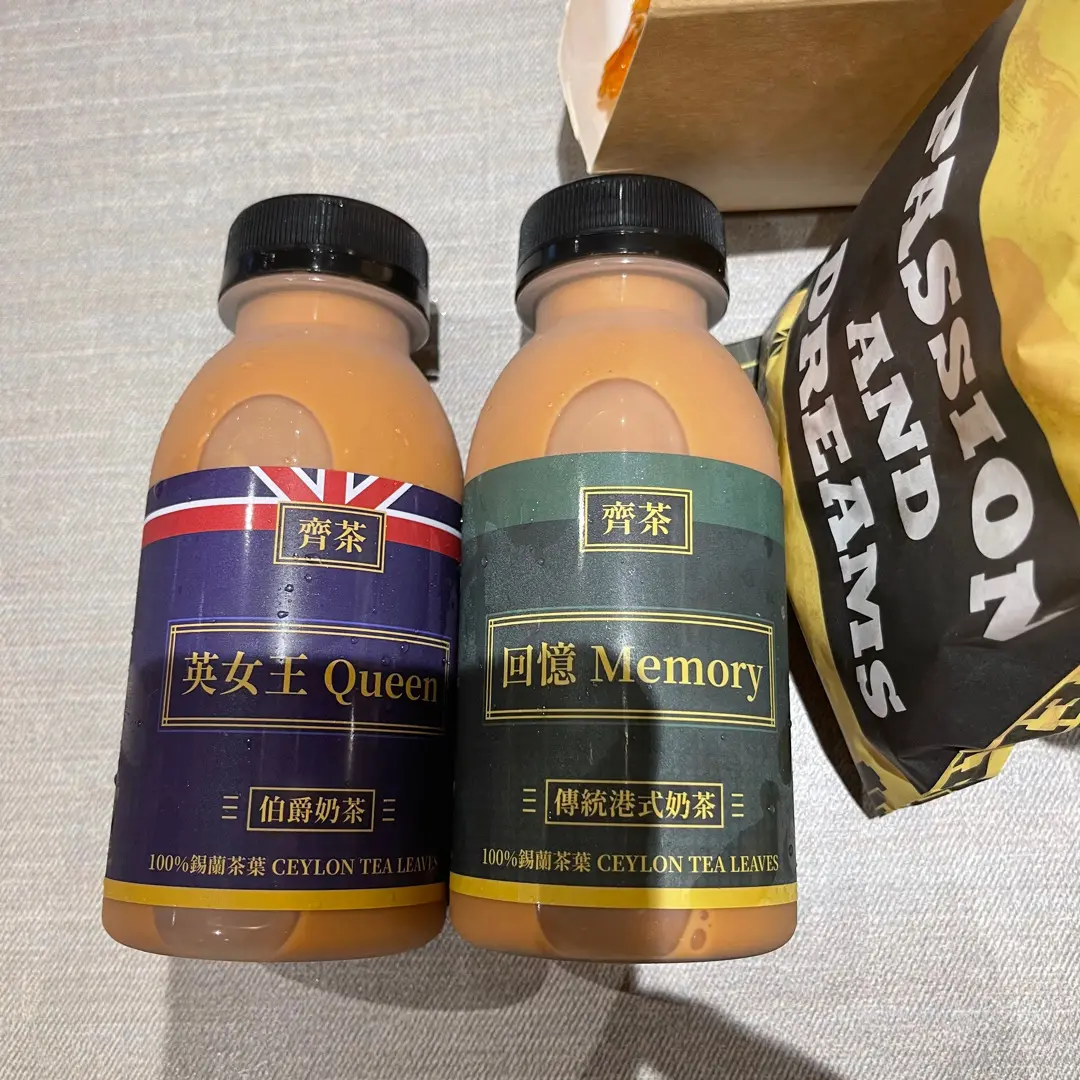 齊茶
英女王 Queen
伯爵奶茶
100%錫蘭茶葉 CEYLON TEA LEAVES
齊茶
回憶 Memory
傳統港式奶茶
100%錫蘭茶葉 CEYLON TEA LEAVES
PASSION
AND
DREAMS